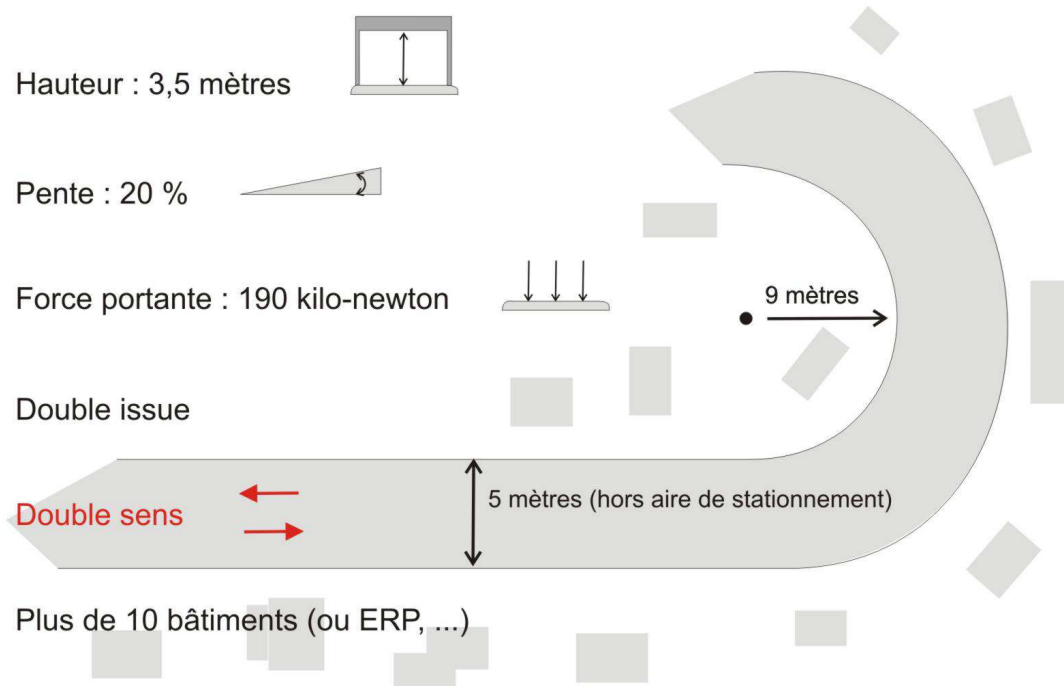 Hauteur : 3,5 mètres
Pente : 20 %
Force portante : 190 kilo-newton
9 mètres
Double issue
5 mètres (hors aire de stationnement)
Double sens
Plus de 10 bâtiments (ou ERP, ...)